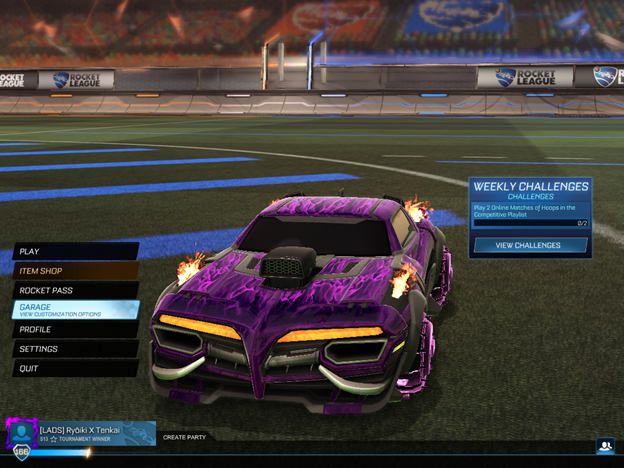 ROCKET
LEAGUE
ROCKET
LEAGUE
ROCKET
LEAGUE
WEEKLY CHALLENGES
CHALLENGES
Play 2 Online Matches of Hoops in the
Competitive Playlist
0/2
VIEW CHALLENGES
PLAY
ITEM SHOP
ROCKET PASS
GARAGE
VIEW CUSTOMIZATION OPTIONS
PROFILE
SETTINGS
QUIT
[LADS] Ryōiki X Tenkai
S13 TOURNAMENT WINNER
166
CREATE PARTY